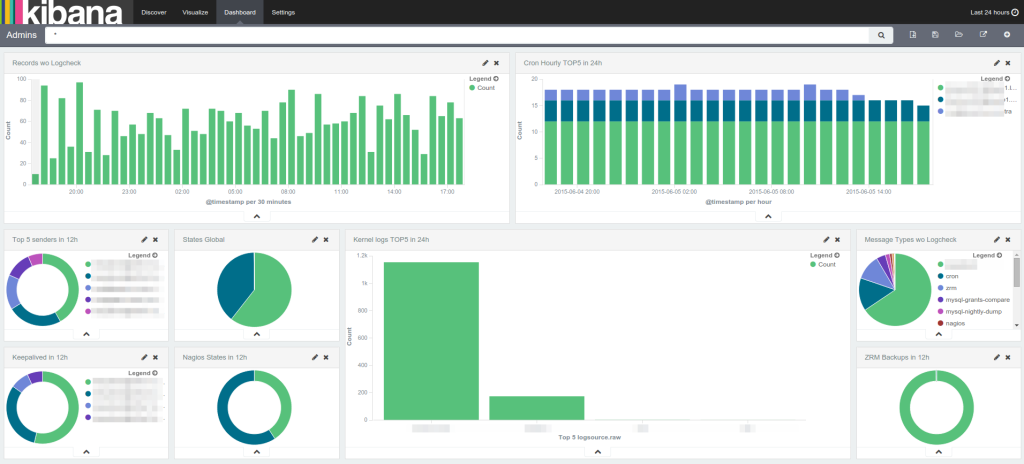 kibana
Discover
Visualize
Dashboard
Settings
Last 24 hours
Admins
*
Records wo Logcheck
Legend
Count
100
80
60
40
20
0
Count
20:00 23:00 02:00 05:00 08:00 11:00 14:00 17:00
@timestamp per 30 minutes
Cron Hourly TOP5 in 24h
Legend
20
15
10
5
0
Count
2015-06-04 20:00 2015-06-05 02:00 2015-06-05 08:00 2015-06-05 14:00
@timestamp per hour
Top 5 senders in 12h
Legend
States Global
Kernel logs TOP5 in 24h
Legend
Count
1.2k
1k
800
600
400
200
0
Count
Top 5 logsource.raw
Message Types wo Logcheck
Legend
cron
zrm
mysql-grants-compare
mysql-nightly-dump
nagios
Keepalived in 12h
Legend
Nagios States in 12h
ZRM Backups in 12h